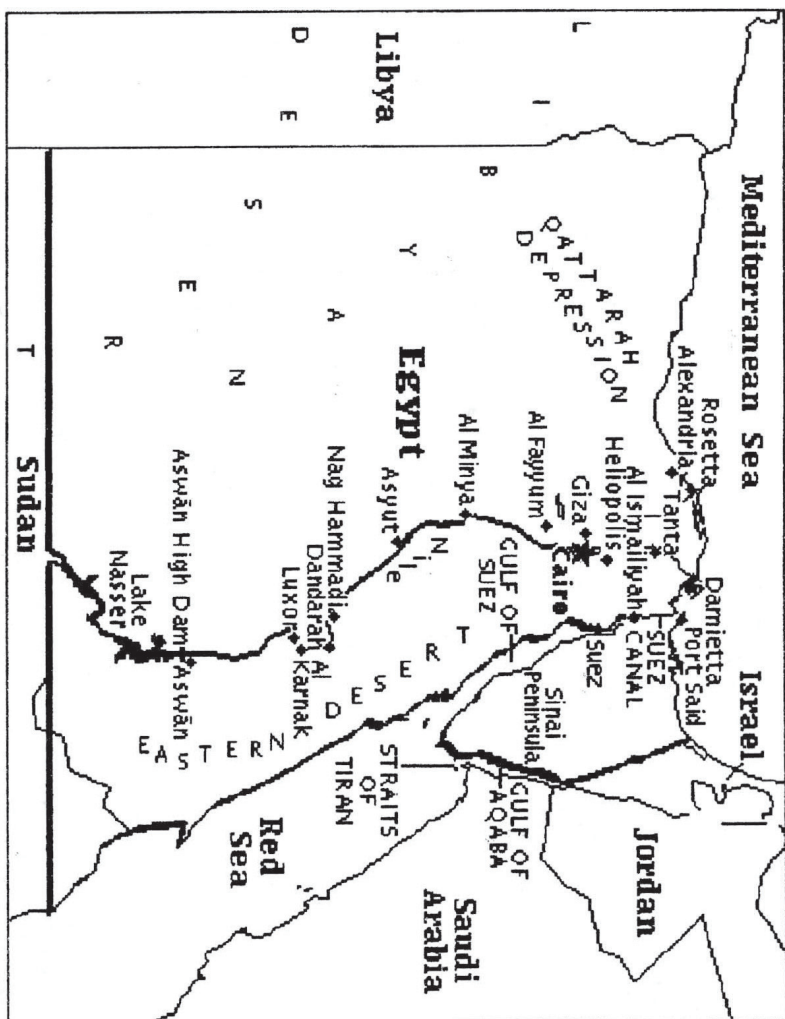 Mediterranean Sea
Israel
Jordan
Saudi
Arabia
Red
Sea
Libya
Egypt
Sudan
LIBYAN
DESERT
QATTARAH
DEPRESSION
Rosetta
Alexandria
Damietta
Port Said
Tanta
SUEZ
CANAL
Al Ismailiyah
Heliopolis
Cairo
Giza
Suez
Al Fayyum
GULF OF
SUEZ
Sinai
Peninsula
GULF OF
AQABA
STRAITS
OF
TIRAN
Al Minya
Nile
Asyut
Nag Hammadi
Al
Dandarah
Luxor
Karnak
EASTERN DESERT
Aswān High Dam
Aswān
Lake
Nasser